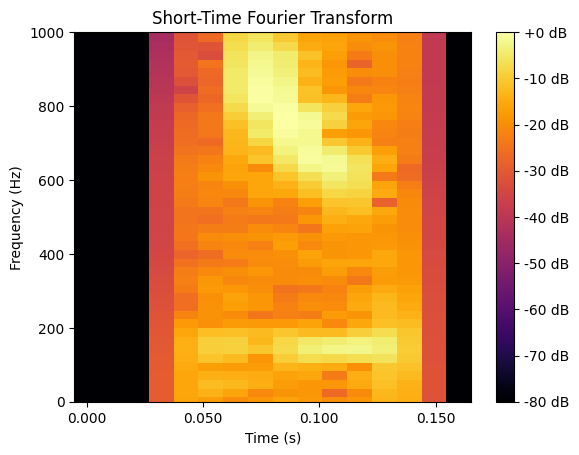 Short-Time Fourier Transform
1000
800
600
400
200
0
Frequency (Hz)
0.000
0.050
0.100
0.150
Time (s)
+0 dB
-10 dB
-20 dB
-30 dB
-40 dB
-50 dB
-60 dB
-70 dB
-80 dB